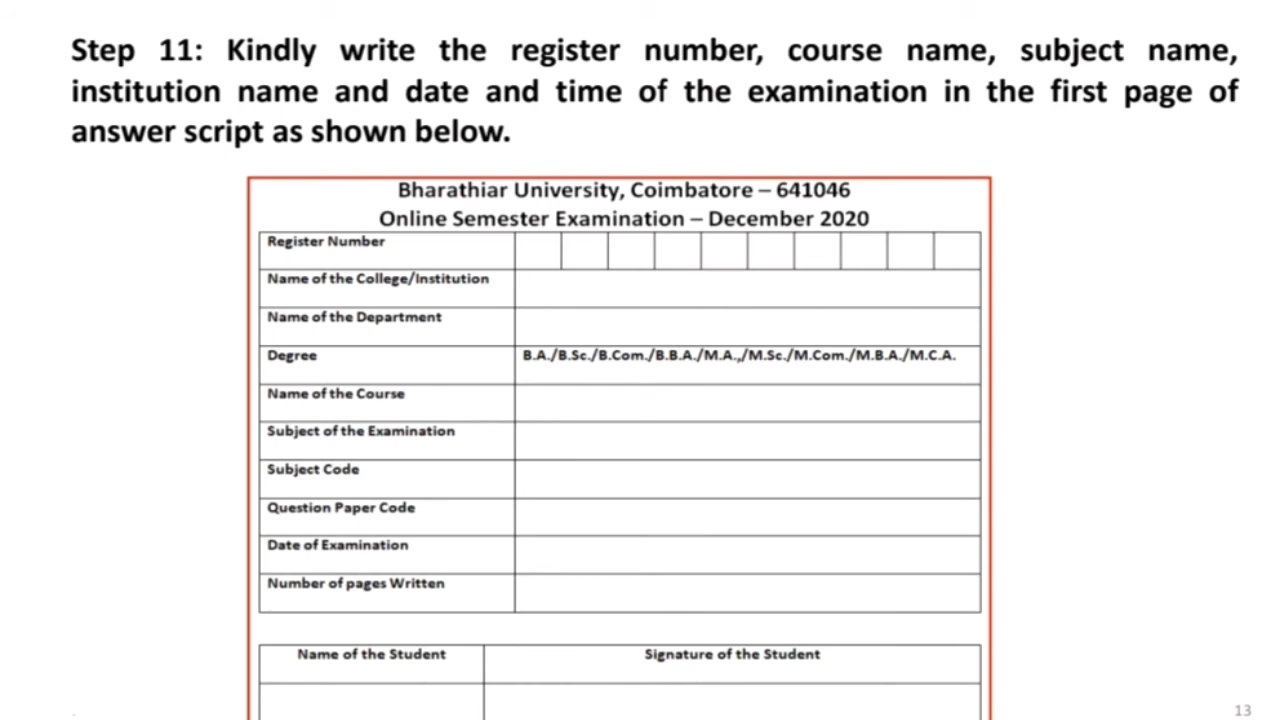 Step 11: Kindly write the register number, course name, subject name,
institution name and date and time of the examination in the first page of
answer script as shown below.
Bharathiar University, Coimbatore – 641046
Online Semester Examination – December 2020
Register Number
Name of the College/Institution
Name of the Department
Degree B.A./B.Sc./B.Com./B.B.A./M.A.,/M.Sc./M.Com./M.B.A./M.C.A.
Name of the Course
Subject of the Examination
Subject Code
Question Paper Code
Date of Examination
Number of pages Written
Name of the Student Signature of the Student
13